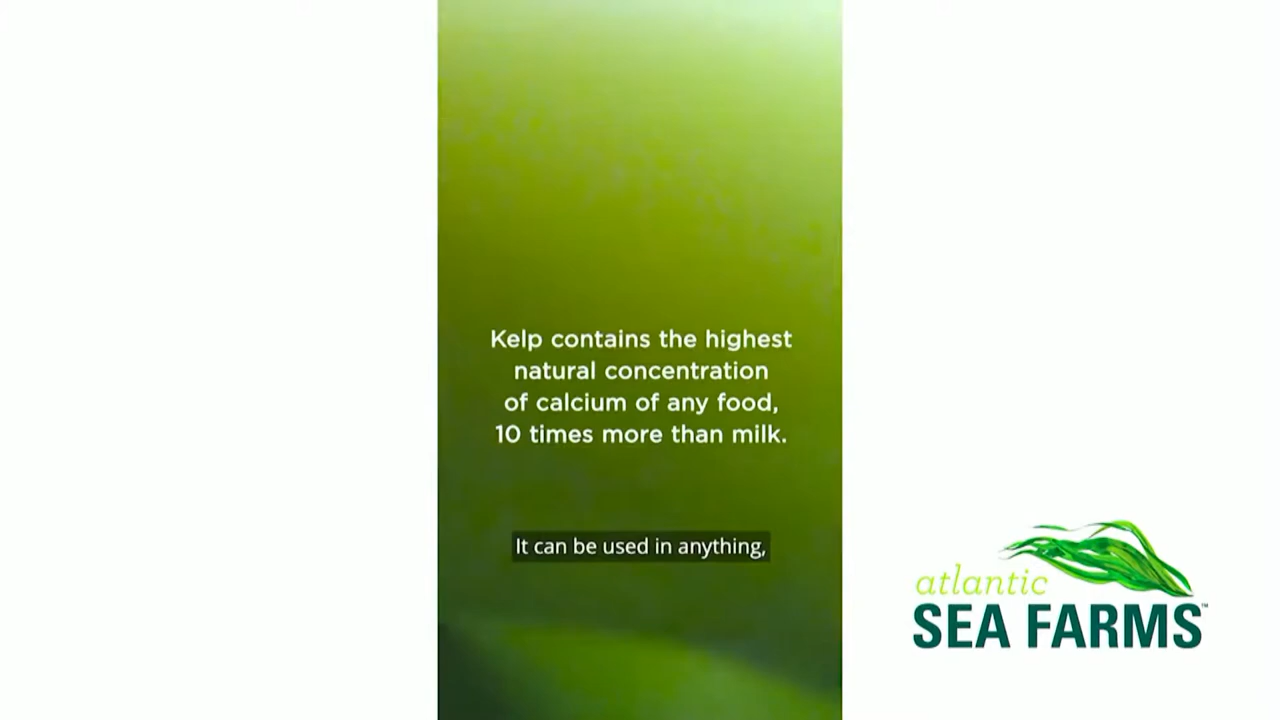 Kelp contains the highest
natural concentration
of calcium of any food,
10 times more than milk.
It can be used in anything,
atlantic
SEA FARMS™